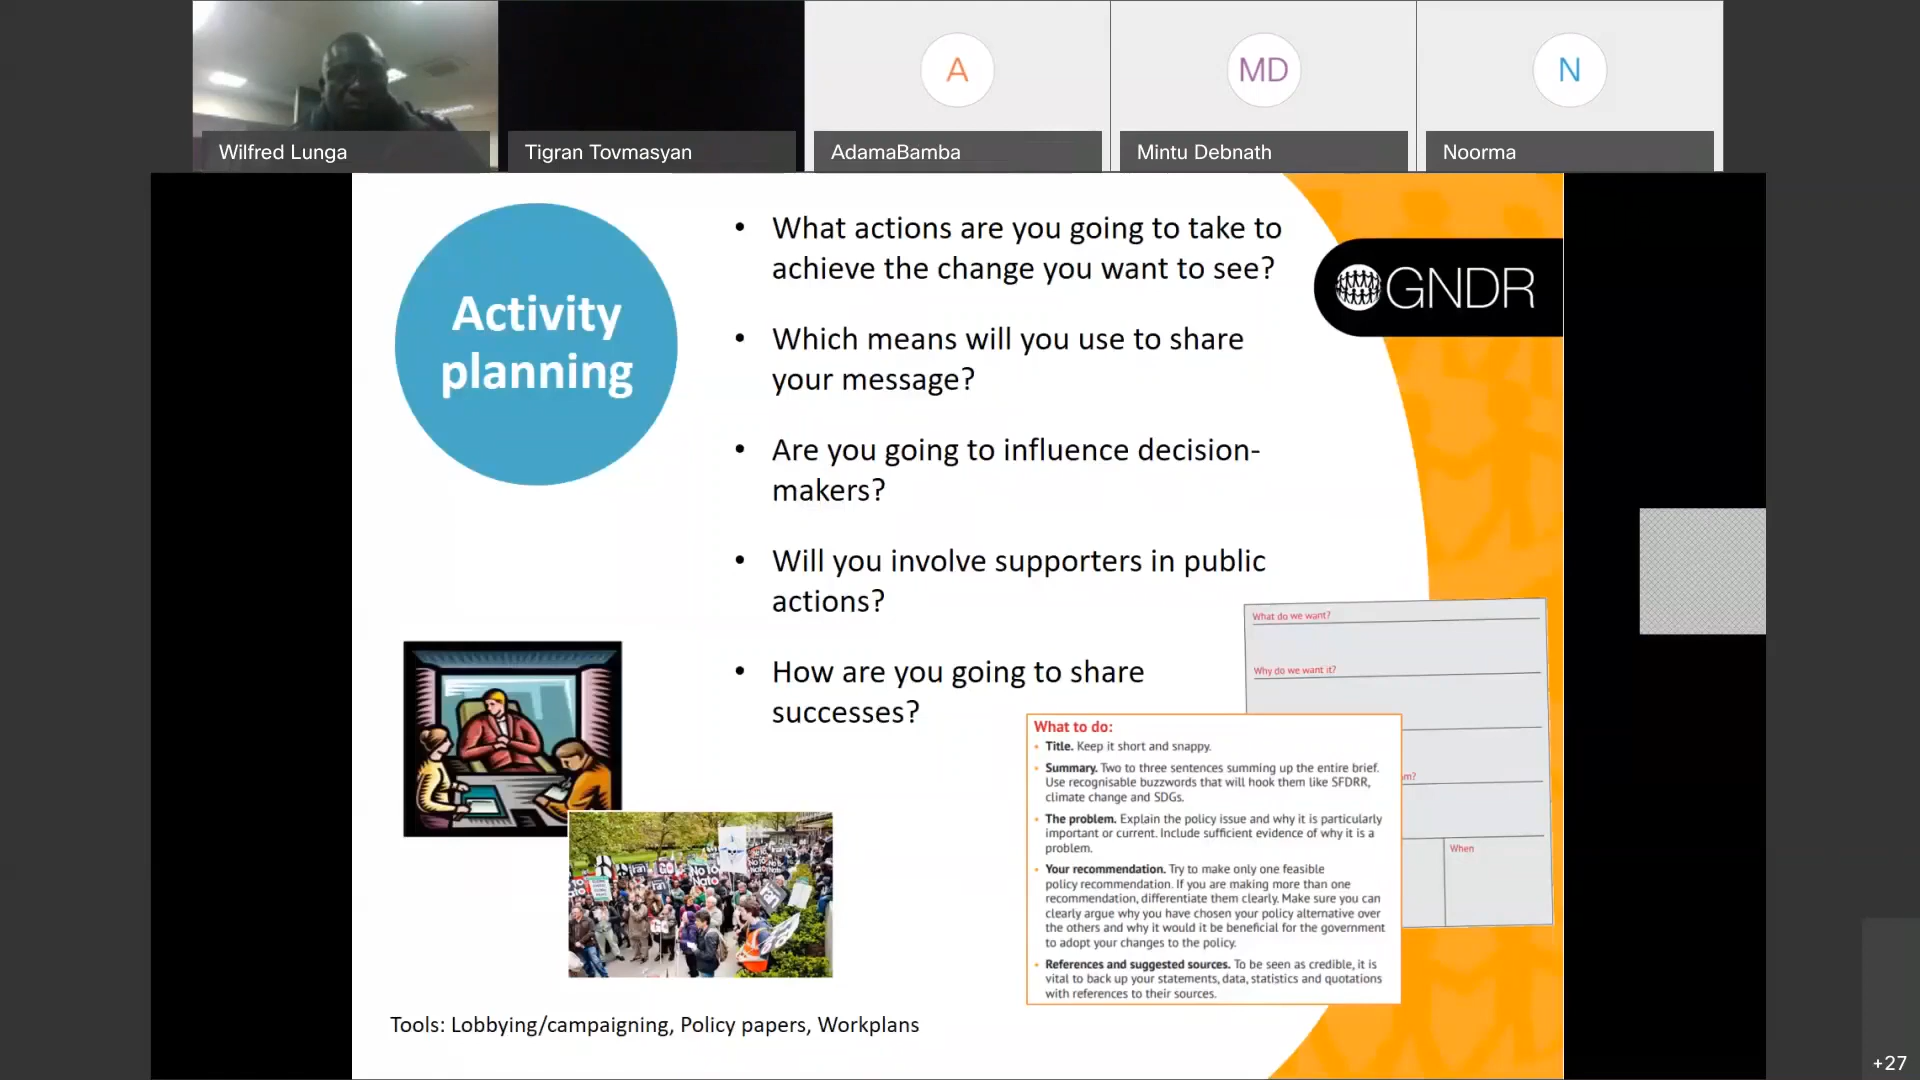 A
MD
N
Wilfred Lunga
Tigran Tovmasyan
AdamaBamba
Mintu Debnath
Noorma
Activity
planning
• What actions are you going to take to
achieve the change you want to see?
• Which means will you use to share
your message?
• Are you going to influence decision-
makers?
• Will you involve supporters in public
actions?
• How are you going to share
successes?
GNDR
What do we want?
Why do we want it?
When
What to do:
• Title. Keep it short and snappy.
• Summary. Two to three sentences summing up the entire brief.
Use recognisable buzzwords that will hook them like SFDRR,
climate change and SDGs.
• The problem. Explain the policy issue and why it is particularly
important or current. Include sufficient evidence of why it is a
problem.
• Your recommendation. Try to make only one feasible
policy recommendation. If you are making more than one
recommendation, differentiate them clearly. Make sure you can
clearly argue why you have chosen your policy alternative over
the others and why it would it be beneficial for the government
to adopt your changes to the policy.
• References and suggested sources. To be seen as credible, it is
vital to back up your statements, data, statistics and quotations
with references to their sources.
No to
Nato
Tools: Lobbying/campaigning, Policy papers, Workplans
+27